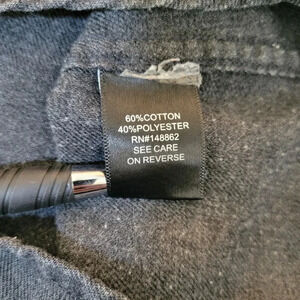 60%COTTON
40%POLYESTER
RN#148862
SEE CARE
ON REVERSE